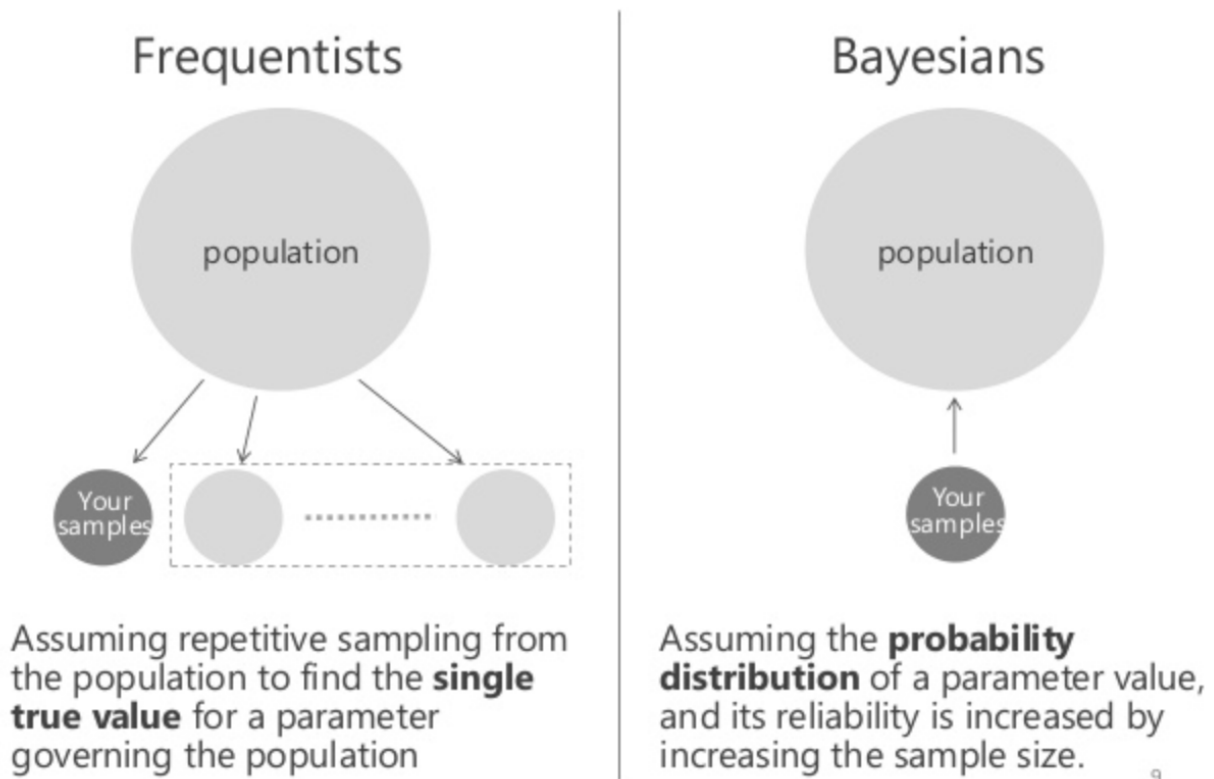 Frequentists
population
Your
samples
Assuming repetitive sampling from
the population to find the single
true value for a parameter
governing the population
Bayesians
population
Your
samples
Assuming the probability
distribution of a parameter value,
and its reliability is increased by
increasing the sample size.
9